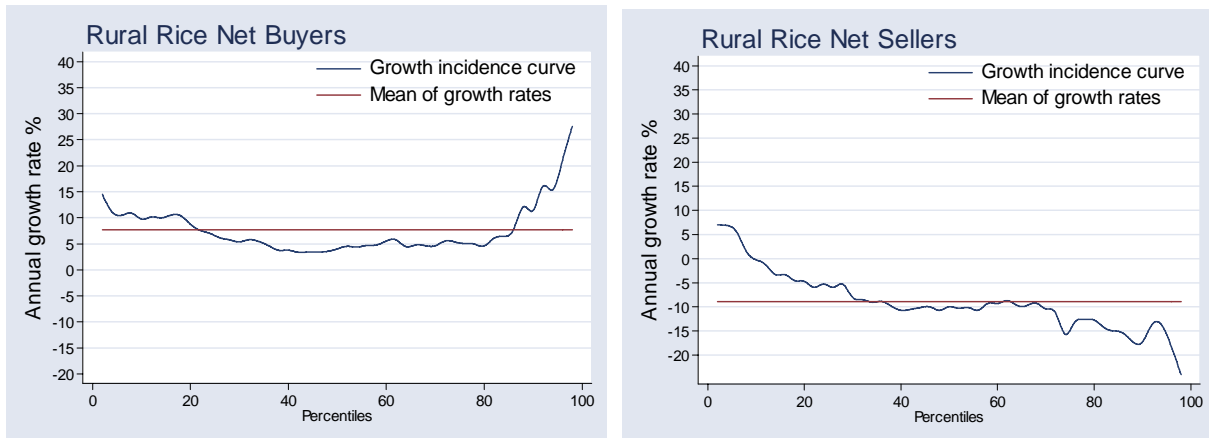 Rural Rice Net Buyers
Growth incidence curve
Mean of growth rates
Annual growth rate %
40
35
30
25
20
15
10
5
0
-5
-10
-15
-20
0 20 40 60 80 100
Percentiles
Rural Rice Net Sellers
Growth incidence curve
Mean of growth rates
Annual growth rate %
40
35
30
25
20
15
10
5
0
-5
-10
-15
-20
0 20 40 60 80 100
Percentiles